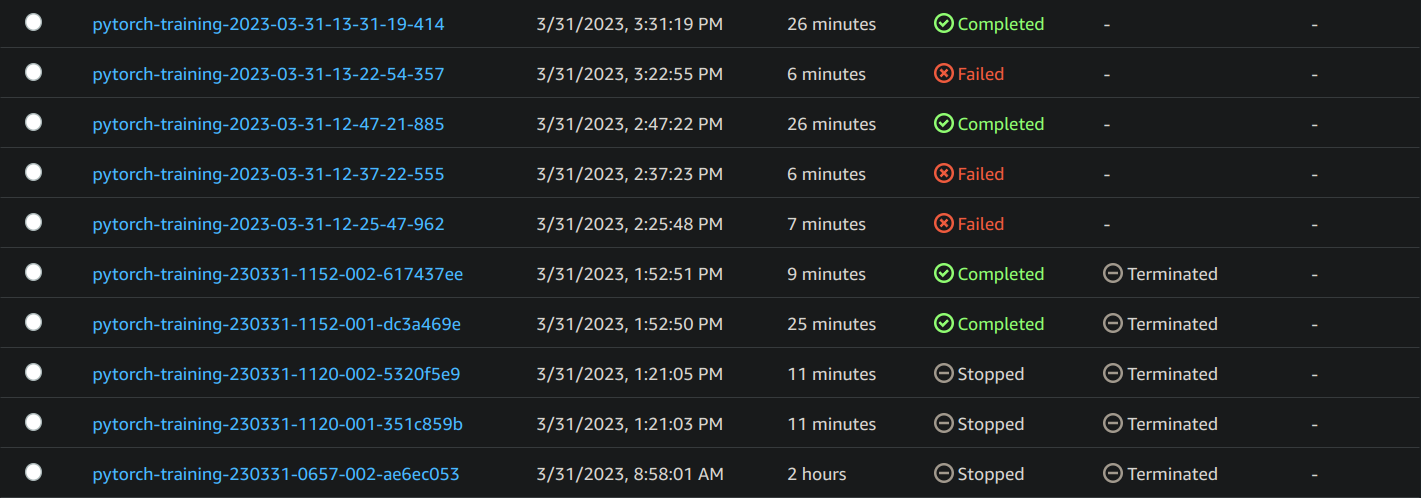 pytorch-training-2023-03-31-13-31-19-414 3/31/2023, 3:31:19 PM 26 minutes Completed - -
pytorch-training-2023-03-31-13-22-54-357 3/31/2023, 3:22:55 PM 6 minutes Failed - -
pytorch-training-2023-03-31-12-47-21-885 3/31/2023, 2:47:22 PM 26 minutes Completed - -
pytorch-training-2023-03-31-12-37-22-555 3/31/2023, 2:37:23 PM 6 minutes Failed - -
pytorch-training-2023-03-31-12-25-47-962 3/31/2023, 2:25:48 PM 7 minutes Failed - -
pytorch-training-230331-1152-002-617437ee 3/31/2023, 1:52:51 PM 9 minutes Completed Terminated -
pytorch-training-230331-1152-001-dc3a469e 3/31/2023, 1:52:50 PM 25 minutes Completed Terminated -
pytorch-training-230331-1120-002-5320f5e9 3/31/2023, 1:21:05 PM 11 minutes Stopped Terminated -
pytorch-training-230331-1120-001-351c859b 3/31/2023, 1:21:03 PM 11 minutes Stopped Terminated -
pytorch-training-230331-0657-002-ae6ec053 3/31/2023, 8:58:01 AM 2 hours Stopped Terminated -